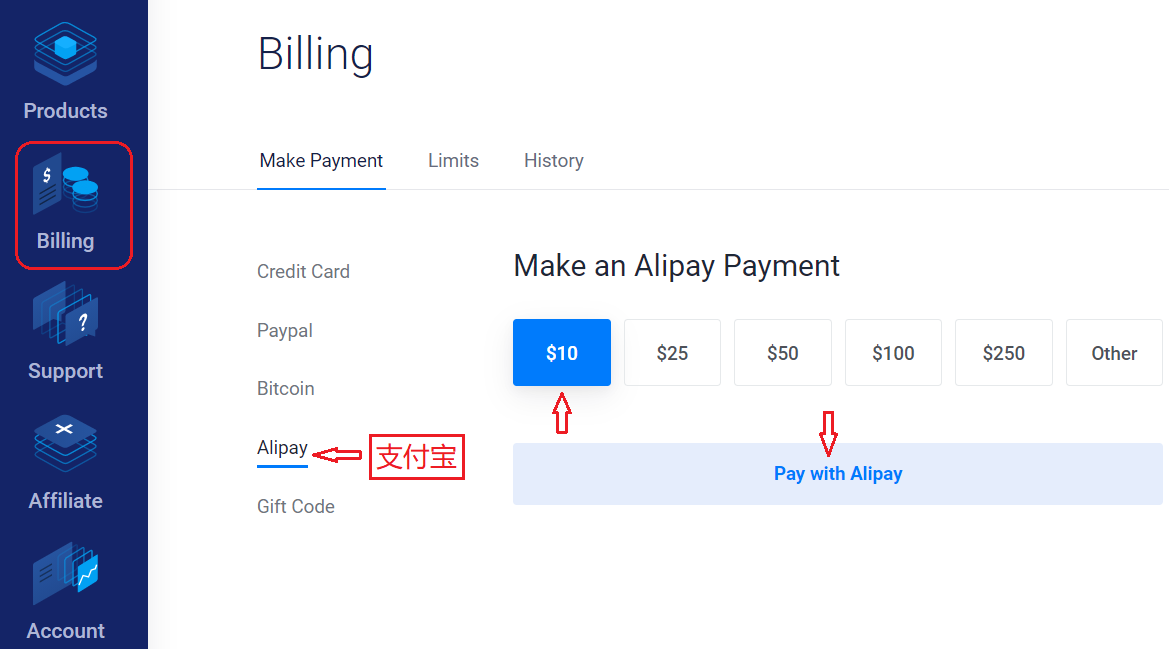 Products
$
Billing
?
Support
Affiliate
Account
Billing
Make Payment
Limits
History
Credit Card
Paypal
Bitcoin
Alipay
支付宝
Gift Code
Make an Alipay Payment
$10
$25
$50
$100
$250
Other
Pay with Alipay